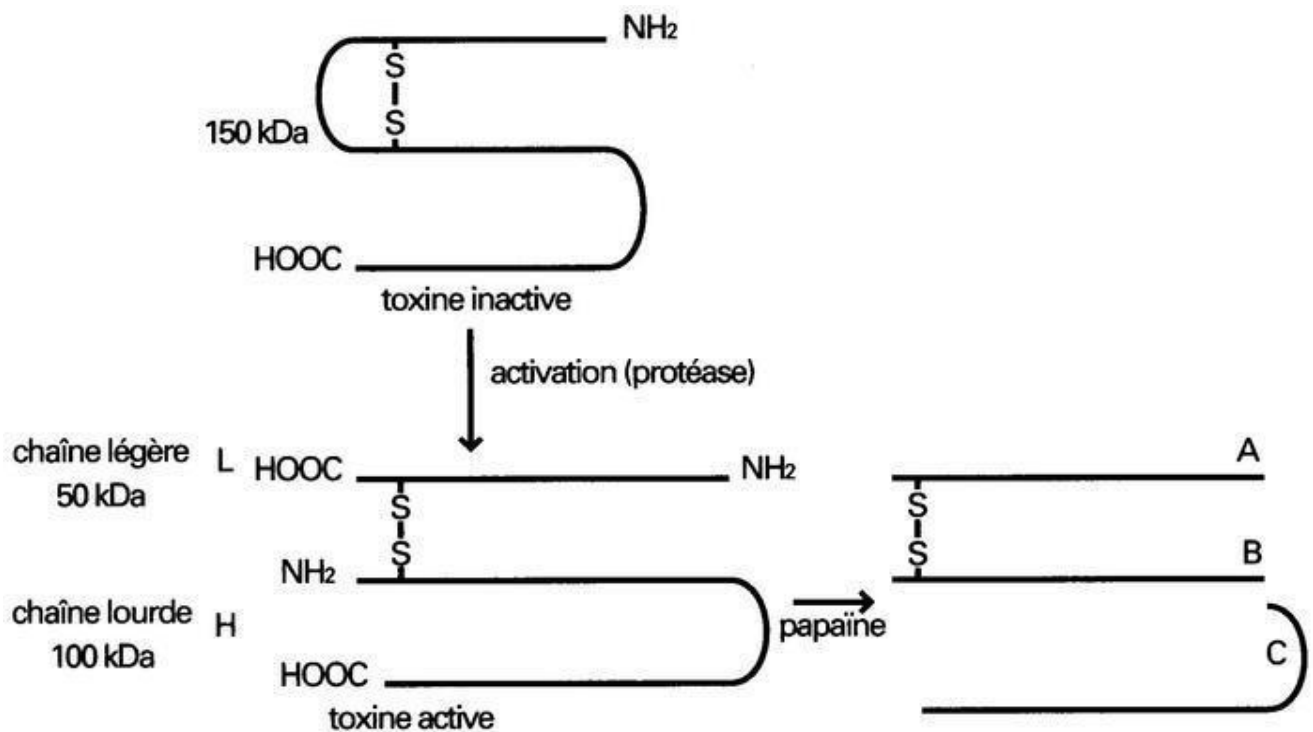 NH₂
S
S
150 kDa
HOOC
toxine inactive
activation (protéase)
chaîne légère
50 kDa
L
HOOC
NH₂
A
S
S
S
S
NH₂
B
chaîne lourde
100 kDa
H
papaïne
HOOC
C
toxine active